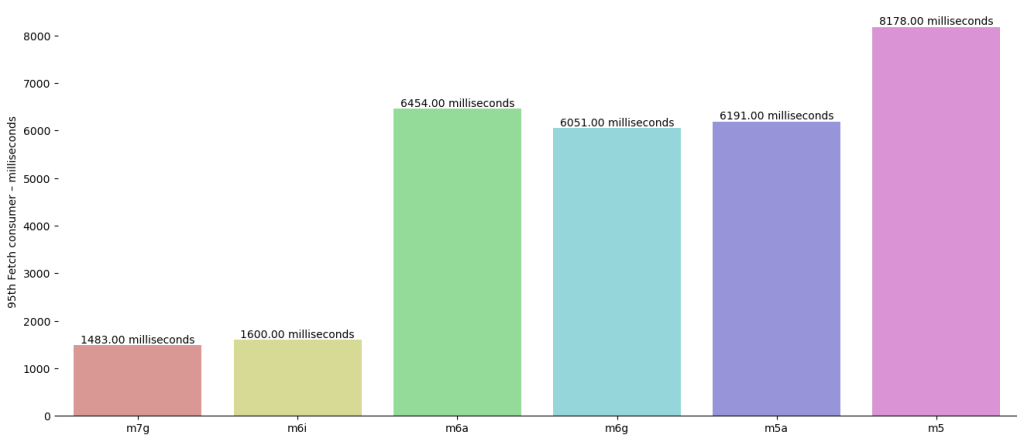 8178.00 milliseconds
8000
7000
6454.00 milliseconds
6191.00 milliseconds
6051.00 milliseconds
6000
5000
4000
3000
2000
1600.00 milliseconds
1483.00 milliseconds
1000
0
95th Fetch consumer – milliseconds
m7g m6i m6a m6g m5a m5